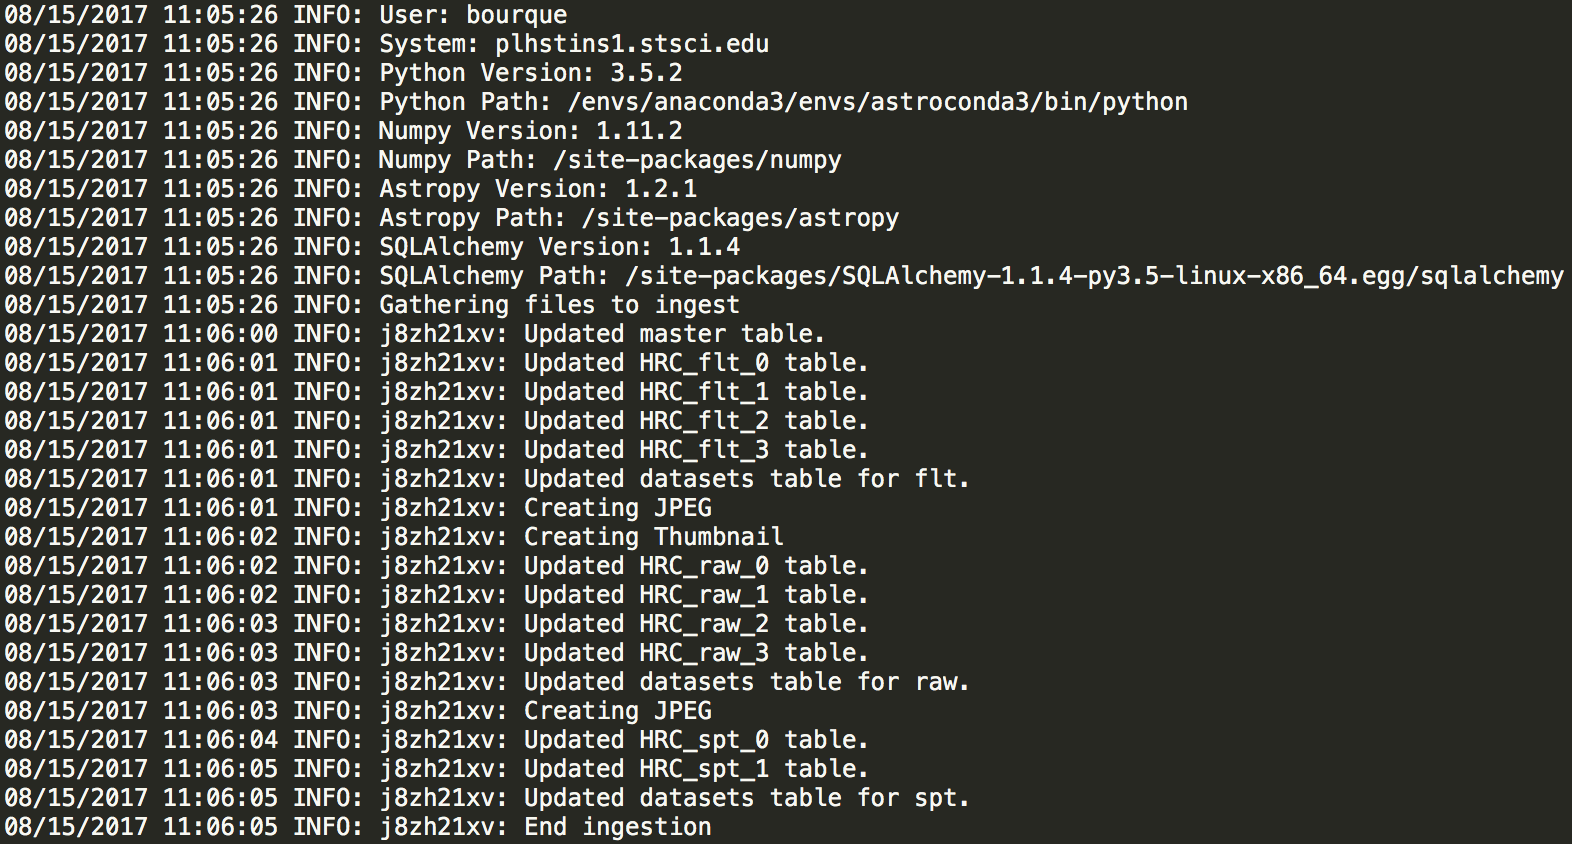 08/15/2017 11:05:26 INFO: User: bourque
08/15/2017 11:05:26 INFO: System: plhstins1.stsci.edu
08/15/2017 11:05:26 INFO: Python Version: 3.5.2
08/15/2017 11:05:26 INFO: Python Path: /envs/anaconda3/envs/astroconda3/bin/python
08/15/2017 11:05:26 INFO: Numpy Version: 1.11.2
08/15/2017 11:05:26 INFO: Numpy Path: /site-packages/numpy
08/15/2017 11:05:26 INFO: Astropy Version: 1.2.1
08/15/2017 11:05:26 INFO: Astropy Path: /site-packages/astropy
08/15/2017 11:05:26 INFO: SQLAlchemy Version: 1.1.4
08/15/2017 11:05:26 INFO: SQLAlchemy Path: /site-packages/SQLAlchemy-1.1.4-py3.5-linux-x86_64.egg/sqlalchemy
08/15/2017 11:05:26 INFO: Gathering files to ingest
08/15/2017 11:06:00 INFO: j8zh21xv: Updated master table.
08/15/2017 11:06:01 INFO: j8zh21xv: Updated HRC_flt_0 table.
08/15/2017 11:06:01 INFO: j8zh21xv: Updated HRC_flt_1 table.
08/15/2017 11:06:01 INFO: j8zh21xv: Updated HRC_flt_2 table.
08/15/2017 11:06:01 INFO: j8zh21xv: Updated HRC_flt_3 table.
08/15/2017 11:06:01 INFO: j8zh21xv: Updated datasets table for flt.
08/15/2017 11:06:01 INFO: j8zh21xv: Creating JPEG
08/15/2017 11:06:02 INFO: j8zh21xv: Creating Thumbnail
08/15/2017 11:06:02 INFO: j8zh21xv: Updated HRC_raw_0 table.
08/15/2017 11:06:02 INFO: j8zh21xv: Updated HRC_raw_1 table.
08/15/2017 11:06:03 INFO: j8zh21xv: Updated HRC_raw_2 table.
08/15/2017 11:06:03 INFO: j8zh21xv: Updated HRC_raw_3 table.
08/15/2017 11:06:03 INFO: j8zh21xv: Updated datasets table for raw.
08/15/2017 11:06:03 INFO: j8zh21xv: Creating JPEG
08/15/2017 11:06:04 INFO: j8zh21xv: Updated HRC_spt_0 table.
08/15/2017 11:06:05 INFO: j8zh21xv: Updated HRC_spt_1 table.
08/15/2017 11:06:05 INFO: j8zh21xv: Updated datasets table for spt.
08/15/2017 11:06:05 INFO: j8zh21xv: End ingestion